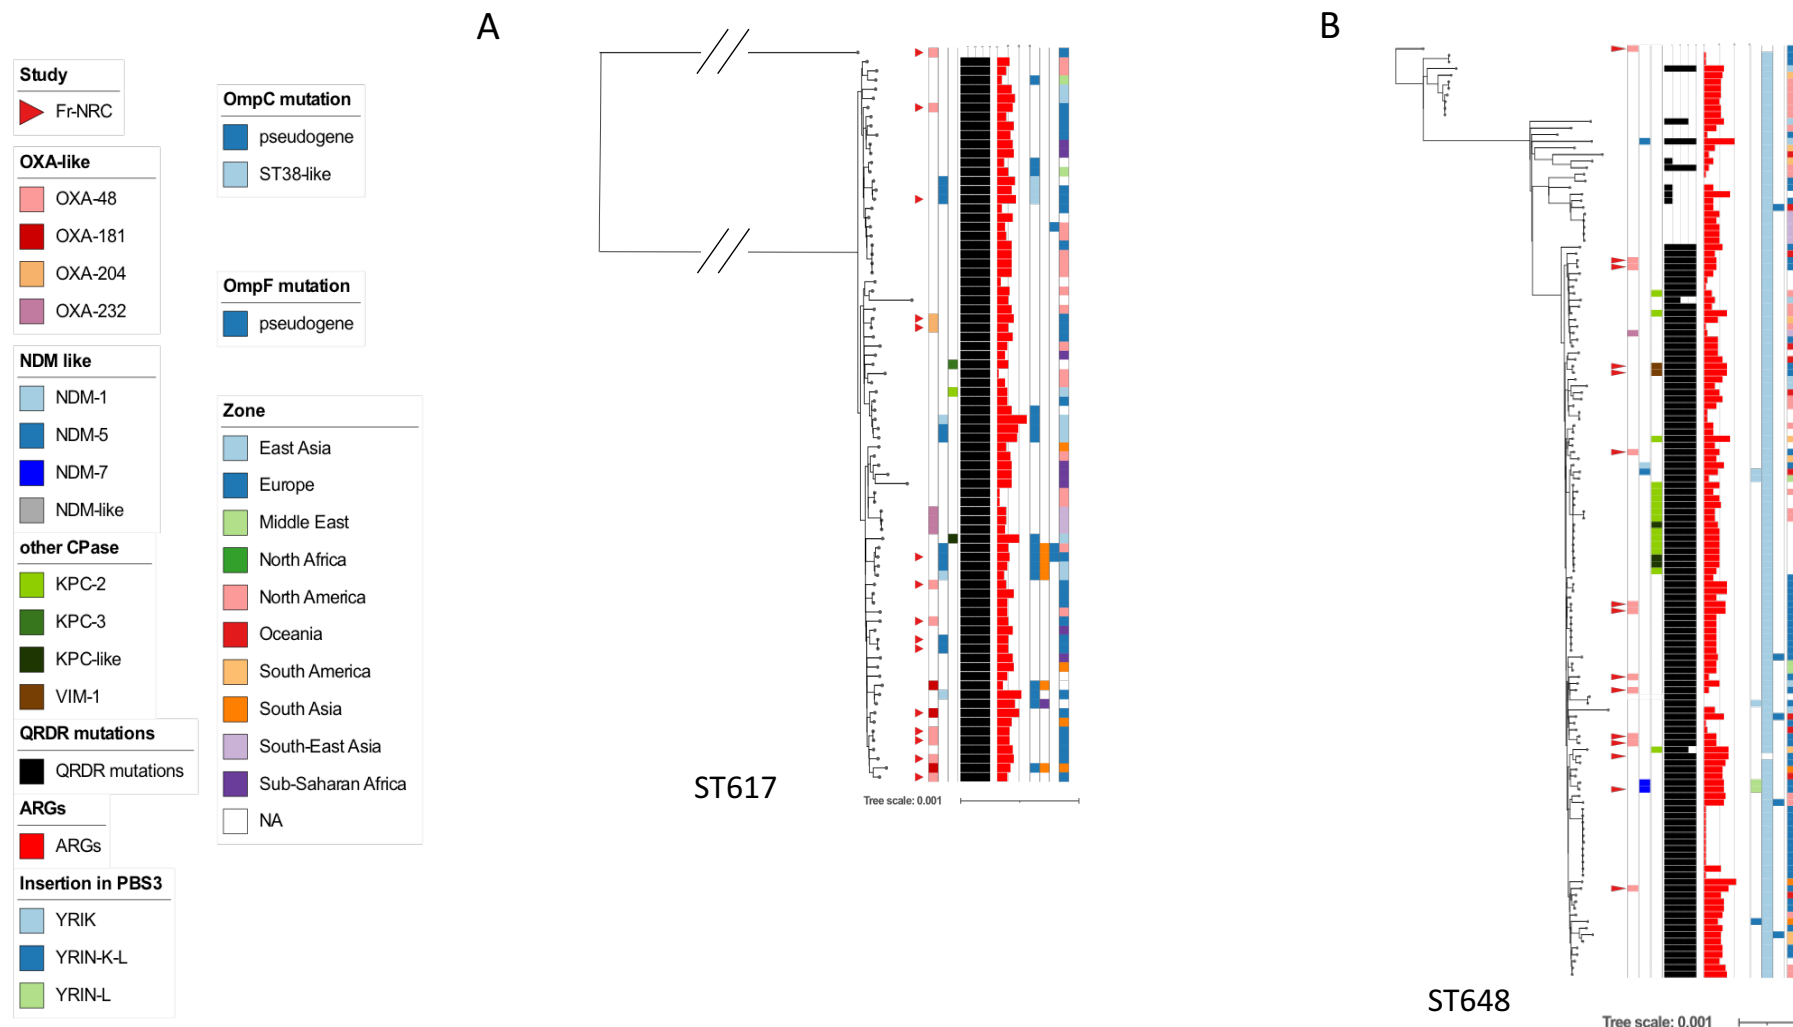 A
B
Study
Fr-NRC
OXA-like
OXA-48
OXA-181
OXA-204
OXA-232
NDM like
NDM-1
NDM-5
NDM-7
NDM-like
other CPase
KPC-2
KPC-3
KPC-like
VIM-1
QRDR mutations
QRDR mutations
ARGs
ARGs
Insertion in PBS3
YRIK
YRIN-K-L
YRIN-L
OmpC mutation
pseudogene
ST38-like
OmpF mutation
pseudogene
Zone
East Asia
Europe
Middle East
North Africa
North America
Oceania
South America
South Asia
South-East Asia
Sub-Saharan Africa
NA
ST617
Tree scale: 0.001
ST648
Tree scale: 0.001